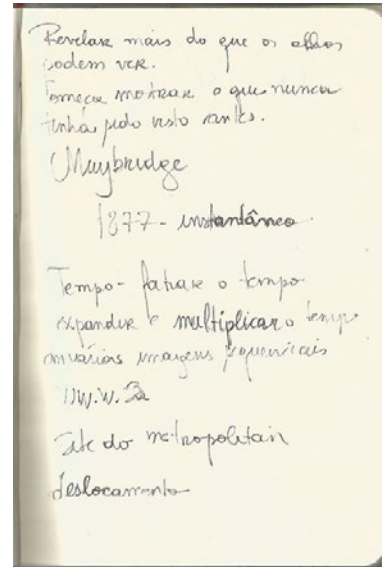 Revelar mais do que os olhos
podem ver.
Começa mostrar o que nunca
tinha sido visto antes.
Muybridge
1877 - instantâneo
Tempo - fatiar o tempo
expandir e multiplicar o tempo
em várias imagens sequenciais
Site do metropolitan
deslocamento